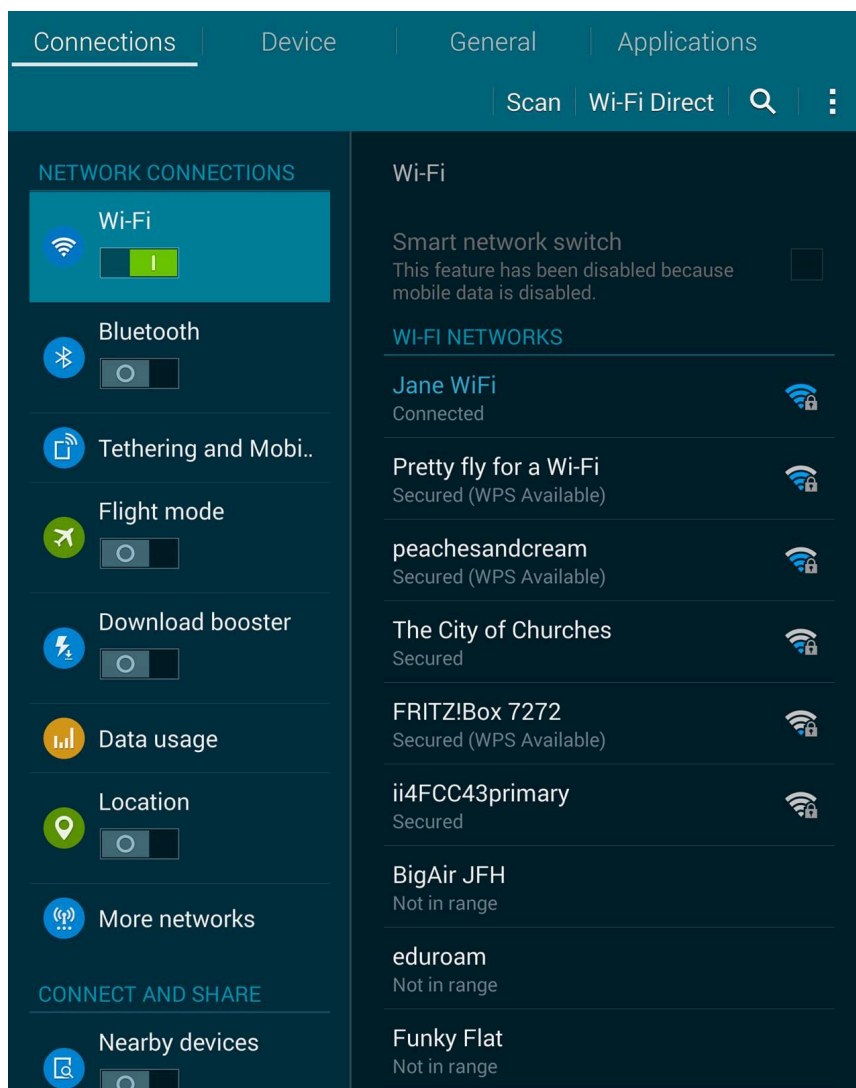 Connections
Device
General
Applications
Scan
Wi-Fi Direct
NETWORK CONNECTIONS
Wi-Fi
Bluetooth
Tethering and Mobi..
Flight mode
Download booster
Data usage
Location
More networks
CONNECT AND SHARE
Nearby devices
Wi-Fi
Smart network switch
This feature has been disabled because
mobile data is disabled.
WI-FI NETWORKS
Jane WiFi
Connected
Pretty fly for a Wi-Fi
Secured (WPS Available)
peachesandcream
Secured (WPS Available)
The City of Churches
Secured
FRITZ!Box 7272
Secured (WPS Available)
ii4FCC43primary
Secured
BigAir JFH
Not in range
eduroam
Not in range
Funky Flat
Not in range